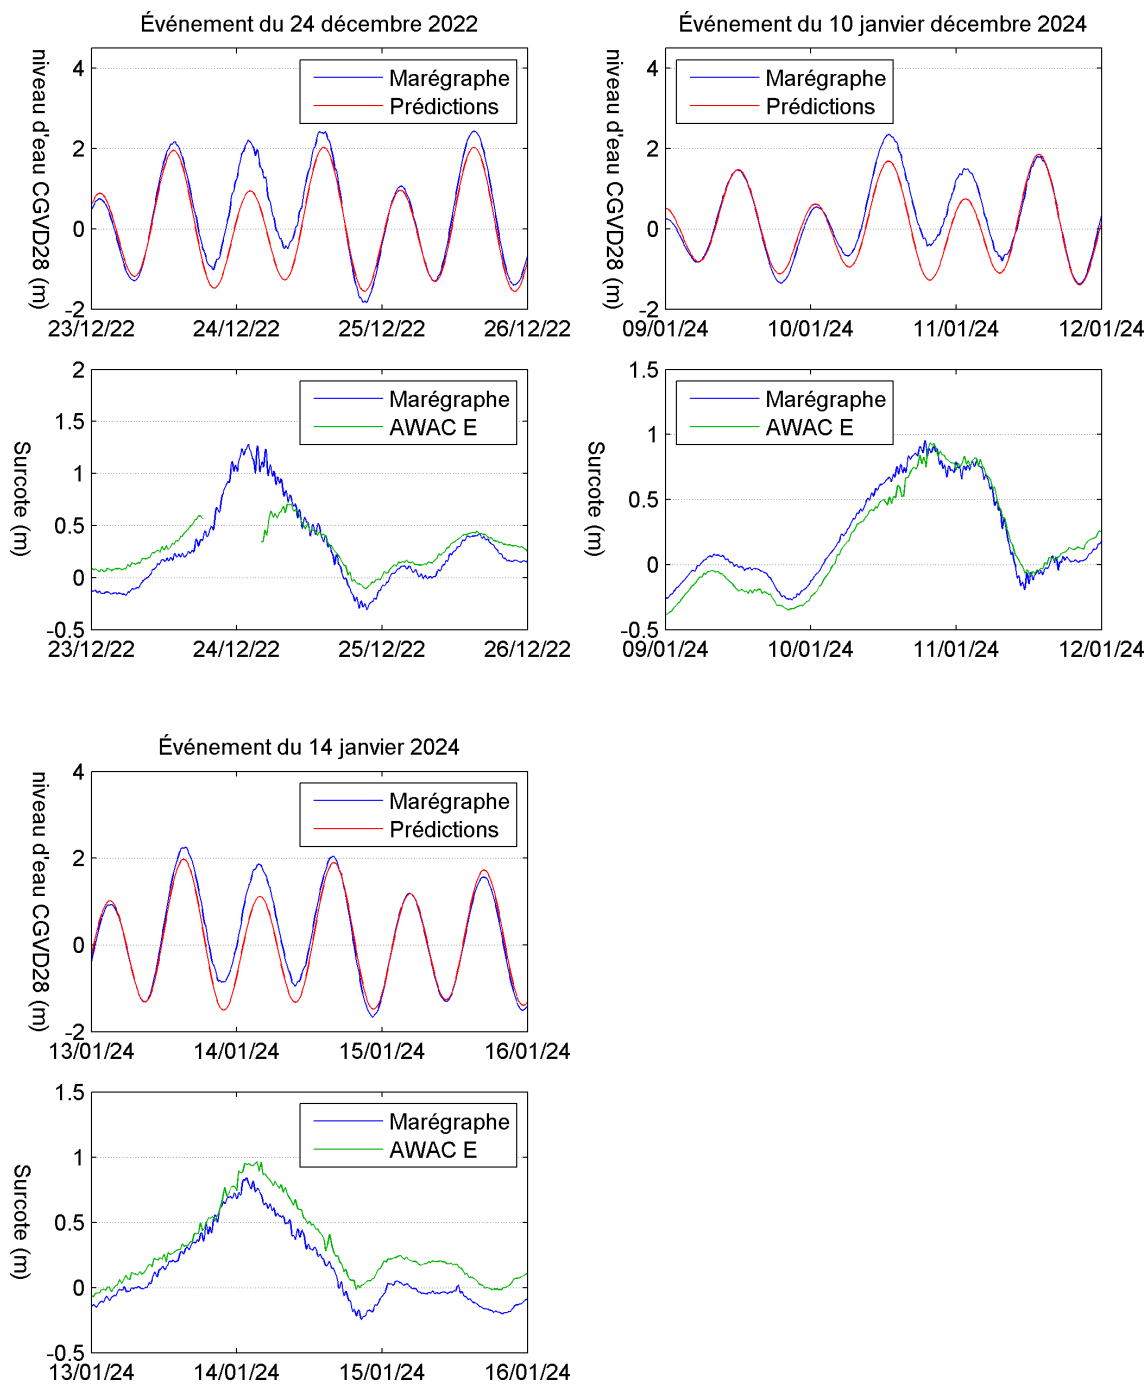 Événement du 24 décembre 2022
niveau d'eau CGVD28 (m)
4
2
0
-2
Marégraphe
Prédictions
23/12/22 24/12/22 25/12/22 26/12/22
Surcote (m)
2
1.5
1
0.5
0
-0.5
Marégraphe
AWAC E
23/12/22 24/12/22 25/12/22 26/12/22
Événement du 10 janvier décembre 2024
niveau d'eau CGVD28 (m)
4
2
0
-2
Marégraphe
Prédictions
09/01/24 10/01/24 11/01/24 12/01/24
Surcote (m)
1.5
1
0.5
0
-0.5
Marégraphe
AWAC E
09/01/24 10/01/24 11/01/24 12/01/24
Événement du 14 janvier 2024
niveau d'eau CGVD28 (m)
4
2
0
-2
Marégraphe
Prédictions
13/01/24 14/01/24 15/01/24 16/01/24
Surcote (m)
1.5
1
0.5
0
-0.5
Marégraphe
AWAC E
13/01/24 14/01/24 15/01/24 16/01/24